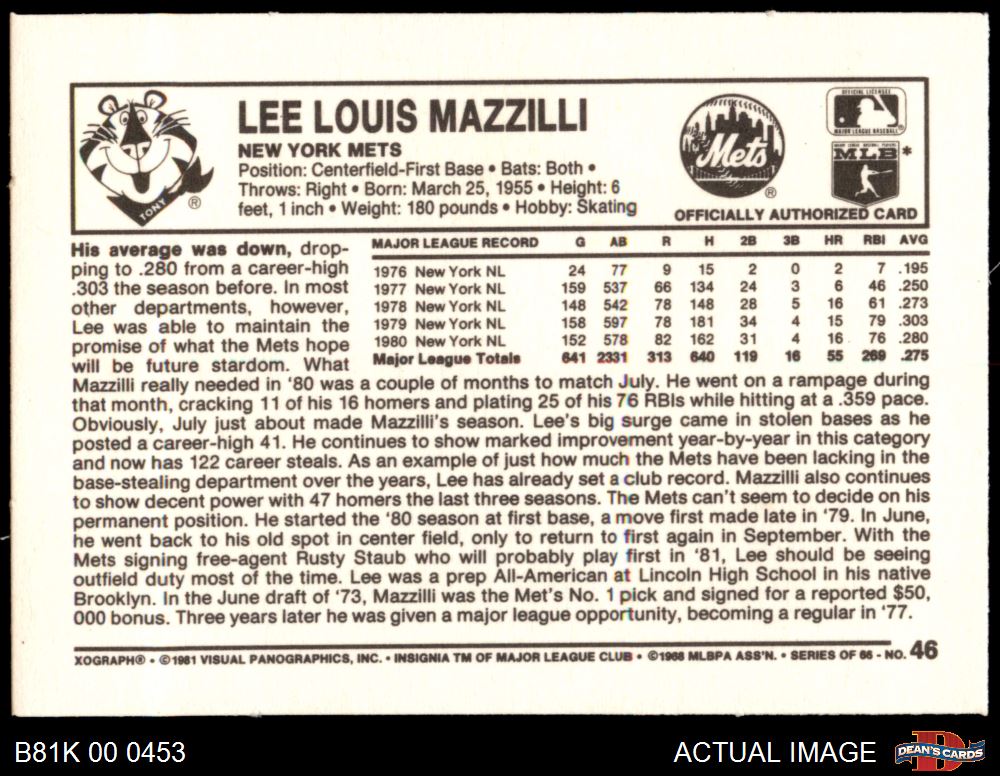 LEE LOUIS MAZZILLI
NEW YORK METS
Position: Centerfield-First Base • Bats: Both •
Throws: Right • Born: March 25, 1955 • Height: 6
feet, 1 inch • Weight: 180 pounds • Hobby: Skating
TONY ®
Mets ®
OFFICIAL LICENSEE
MAJOR LEAGUE BASEBALL
MLB *
OFFICIALLY AUTHORIZED CARD
His average was down, drop-
ping to .280 from a career-high
.303 the season before. In most
other departments, however,
Lee was able to maintain the
promise of what the Mets hope
will be future stardom. What
MAJOR LEAGUE RECORD G AB R H 2B 3B HR RBI AVG
1976 New York NL 24 77 9 15 2 0 2 7 .195
1977 New York NL 159 537 66 134 24 3 6 46 .250
1978 New York NL 148 542 78 148 28 5 16 61 .273
1979 New York NL 158 597 78 181 34 4 15 79 .303
1980 New York NL 152 578 82 162 31 4 16 76 .280
Major League Totals 641 2331 313 640 119 16 55 269 .275
Mazzilli really needed in '80 was a couple of months to match July. He went on a rampage during
that month, cracking 11 of his 16 homers and plating 25 of his 76 RBIs while hitting at a .359 pace.
Obviously, July just about made Mazzilli's season. Lee's big surge came in stolen bases as he
posted a career-high 41. He continues to show marked improvement year-by-year in this category
and now has 122 career steals. As an example of just how much the Mets have been lacking in the
base-stealing department over the years, Lee has already set a club record. Mazzilli also continues
to show decent power with 47 homers the last three seasons. The Mets can't seem to decide on his
permanent position. He started the '80 season at first base, a move first made late in '79. In June,
he went back to his old spot in center field, only to return to first again in September. With the
Mets signing free-agent Rusty Staub who will probably play first in '81, Lee should be seeing
outfield duty most of the time. Lee was a prep All-American at Lincoln High School in his native
Brooklyn. In the June draft of '73, Mazzilli was the Met's No. 1 pick and signed for a reported $50,
000 bonus. Three years later he was given a major league opportunity, becoming a regular in '77.
XOGRAPH® • ©1981 VISUAL PANOGRAPHICS, INC. • INSIGNIA TM OF MAJOR LEAGUE CLUB • ©1968 MLBPA ASS'N. • SERIES OF 66 - NO. 46
B81K 00 0453
ACTUAL IMAGE
DEAN'S CARDS